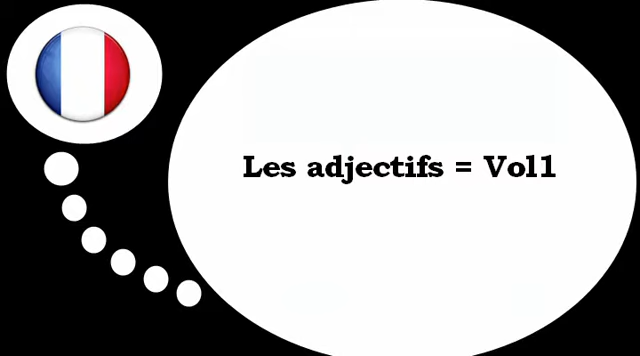 Les adjectifs = Vol1